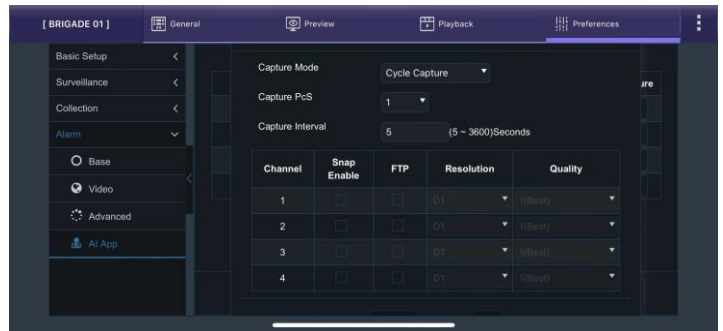 [ BRIGADE 01 ] General Preview Playback Preferences
Basic Setup
Surveillance
Collection
Alarm
Base
Video
Advanced
AI App
ure
Capture Mode Cycle Capture
Capture PcS 1
Capture Interval 5 (5 ~ 3600)Seconds
Channel Snap Enable FTP Resolution Quality
1 D1 1(Best)
2 D1 1(Best)
3 D1 1(Best)
4 D1 1(Best)